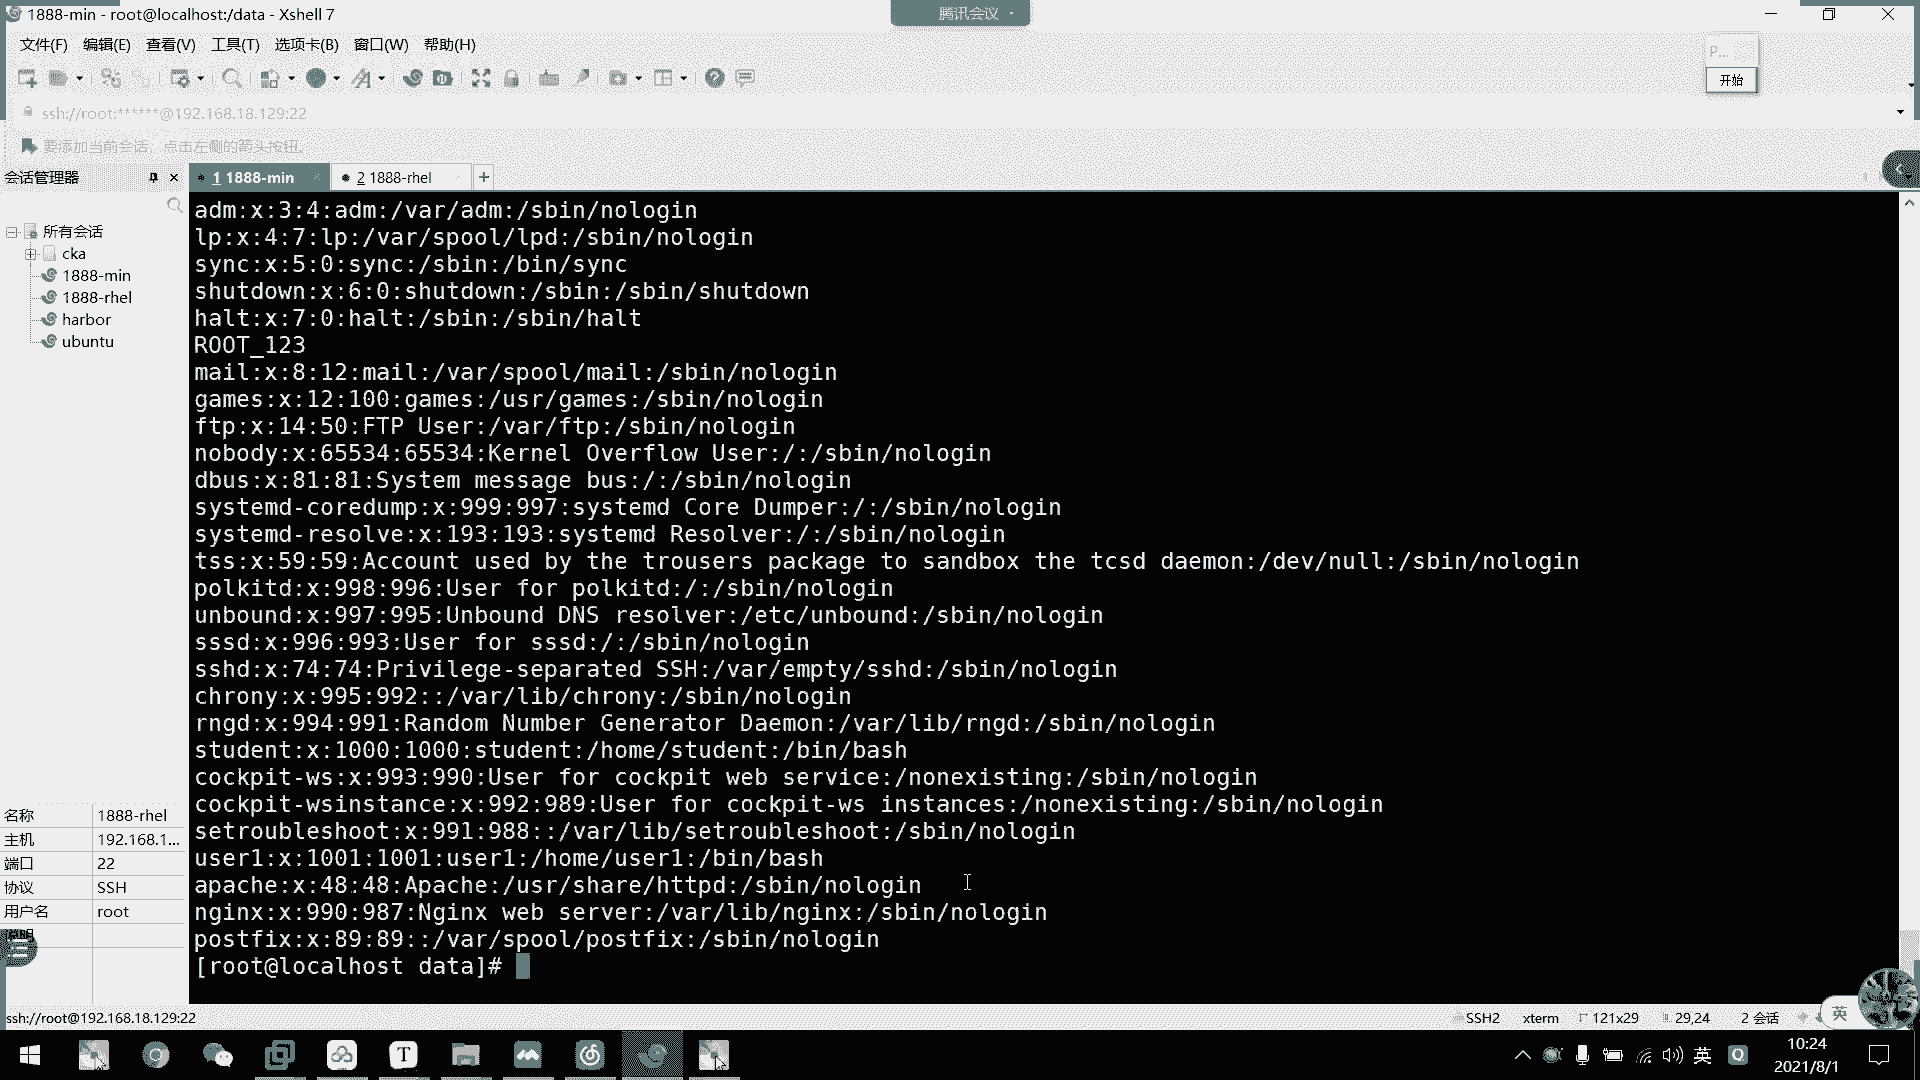 1888-min - root@localhost:/data - Xshell 7
腾讯会议
文件(F) 编辑(E) 查看(V) 工具(T) 选项卡(B) 窗口(W) 帮助(H)
P...
开始
ssh://root:******@192.168.18.129:22
要添加当前会话，点击左侧的箭头按钮。
会话管理器
1 1888-min
2 1888-rhel
所有会话
cka
1888-min
1888-rhel
harbor
ubuntu
adm:x:3:4:adm:/var/adm:/sbin/nologin
lp:x:4:7:lp:/var/spool/lpd:/sbin/nologin
sync:x:5:0:sync:/sbin:/bin/sync
shutdown:x:6:0:shutdown:/sbin:/sbin/shutdown
halt:x:7:0:halt:/sbin:/sbin/halt
ROOT_123
mail:x:8:12:mail:/var/spool/mail:/sbin/nologin
games:x:12:100:games:/usr/games:/sbin/nologin
ftp:x:14:50:FTP User:/var/ftp:/sbin/nologin
nobody:x:65534:65534:Kernel Overflow User:/:/sbin/nologin
dbus:x:81:81:System message bus:/:/sbin/nologin
systemd-coredump:x:999:997:systemd Core Dumper:/:/sbin/nologin
systemd-resolve:x:193:193:systemd Resolver:/:/sbin/nologin
tss:x:59:59:Account used by the trousers package to sandbox the tcsd daemon:/dev/null:/sbin/nologin
polkitd:x:998:996:User for polkitd:/:/sbin/nologin
unbound:x:997:995:Unbound DNS resolver:/etc/unbound:/sbin/nologin
sssd:x:996:993:User for sssd:/:/sbin/nologin
sshd:x:74:74:Privilege-separated SSH:/var/empty/sshd:/sbin/nologin
chrony:x:995:992::/var/lib/chrony:/sbin/nologin
rngd:x:994:991:Random Number Generator Daemon:/var/lib/rngd:/sbin/nologin
student:x:1000:1000:student:/home/student:/bin/bash
cockpit-ws:x:993:990:User for cockpit web service:/nonexisting:/sbin/nologin
cockpit-wsinstance:x:992:989:User for cockpit-ws instances:/nonexisting:/sbin/nologin
setroubleshoot:x:991:988::/var/lib/setroubleshoot:/sbin/nologin
user1:x:1001:1001:user1:/home/user1:/bin/bash
apache:x:48:48:Apache:/usr/share/httpd:/sbin/nologin
nginx:x:990:987:Nginx web server:/var/lib/nginx:/sbin/nologin
postfix:x:89:89::/var/spool/postfix:/sbin/nologin
[root@localhost data]#
名称 1888-rhel
主机 192.168.1...
端口 22
协议 SSH
用户名 root
说明
ssh://root@192.168.18.129:22
SSH2 xterm 121x29 29,24 2 会话
英
英
10:24
2021/8/1